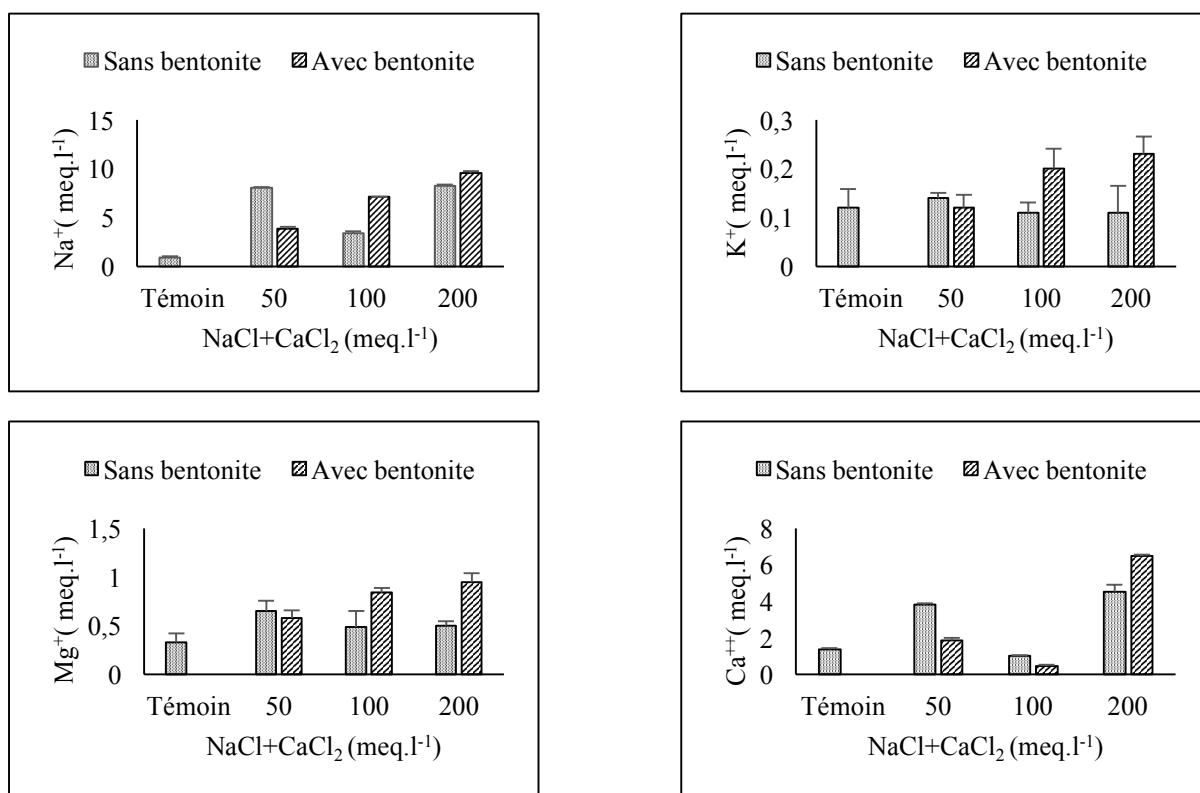 Sans bentonite Avec bentonite
Na⁺( meq.l⁻¹)
15
10
5
0
Témoin 50 100 200
NaCl+CaCl₂ (meq.l⁻¹)
Sans bentonite Avec bentonite
K⁺( meq.l⁻¹)
0,3
0,2
0,1
0
Témoin 50 100 200
NaCl+CaCl₂ (meq.l⁻¹)
Sans bentonite Avec bentonite
Mg⁺( meq.l⁻¹)
1,5
1
0,5
0
Témoin 50 100 200
NaCl+CaCl₂ (meq.l⁻¹)
Sans bentonite Avec bentonite
Ca⁺⁺( meq.l⁻¹)
8
6
4
2
0
Témoin 50 100 200
NaCl+CaCl₂ (meq.l⁻¹)